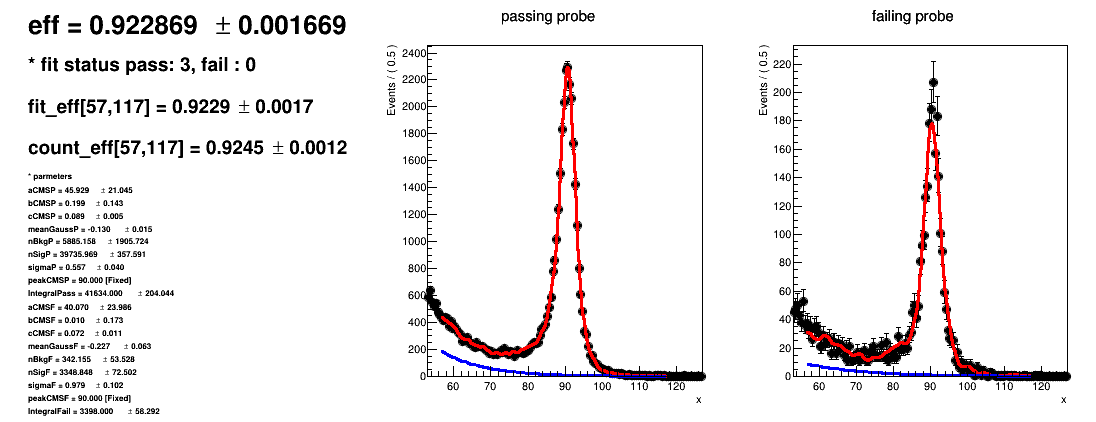 eff = 0.922869 ± 0.001669
* fit status pass: 3, fail : 0
fit_eff[57,117] = 0.9229 ± 0.0017
count_eff[57,117] = 0.9245 ± 0.0012
* parmeters
aCMSP = 45.929 ± 21.045
bCMSP = 0.199 ± 0.143
cCMSP = 0.089 ± 0.005
meanGaussP = -0.130 ± 0.015
nBkgP = 5885.158 ± 1905.724
nSigP = 39735.969 ± 357.591
sigmaP = 0.557 ± 0.040
peakCMSP = 90.000 [Fixed]
IntegralPass = 41634.000 ± 204.044
aCMSF = 40.070 ± 23.986
bCMSF = 0.010 ± 0.173
cCMSF = 0.072 ± 0.011
meanGaussF = -0.227 ± 0.063
nBkgF = 342.155 ± 53.528
nSigF = 3348.848 ± 72.502
sigmaF = 0.979 ± 0.102
peakCMSF = 90.000 [Fixed]
IntegralFail = 3398.000 ± 58.292
passing probe
Events / ( 0.5 )
2400
2200
2000
1800
1600
1400
1200
1000
800
600
400
200
0
60 70 80 90 100 110 120
x
failing probe
Events / ( 0.5 )
220
200
180
160
140
120
100
80
60
40
20
0
60 70 80 90 100 110 120
x